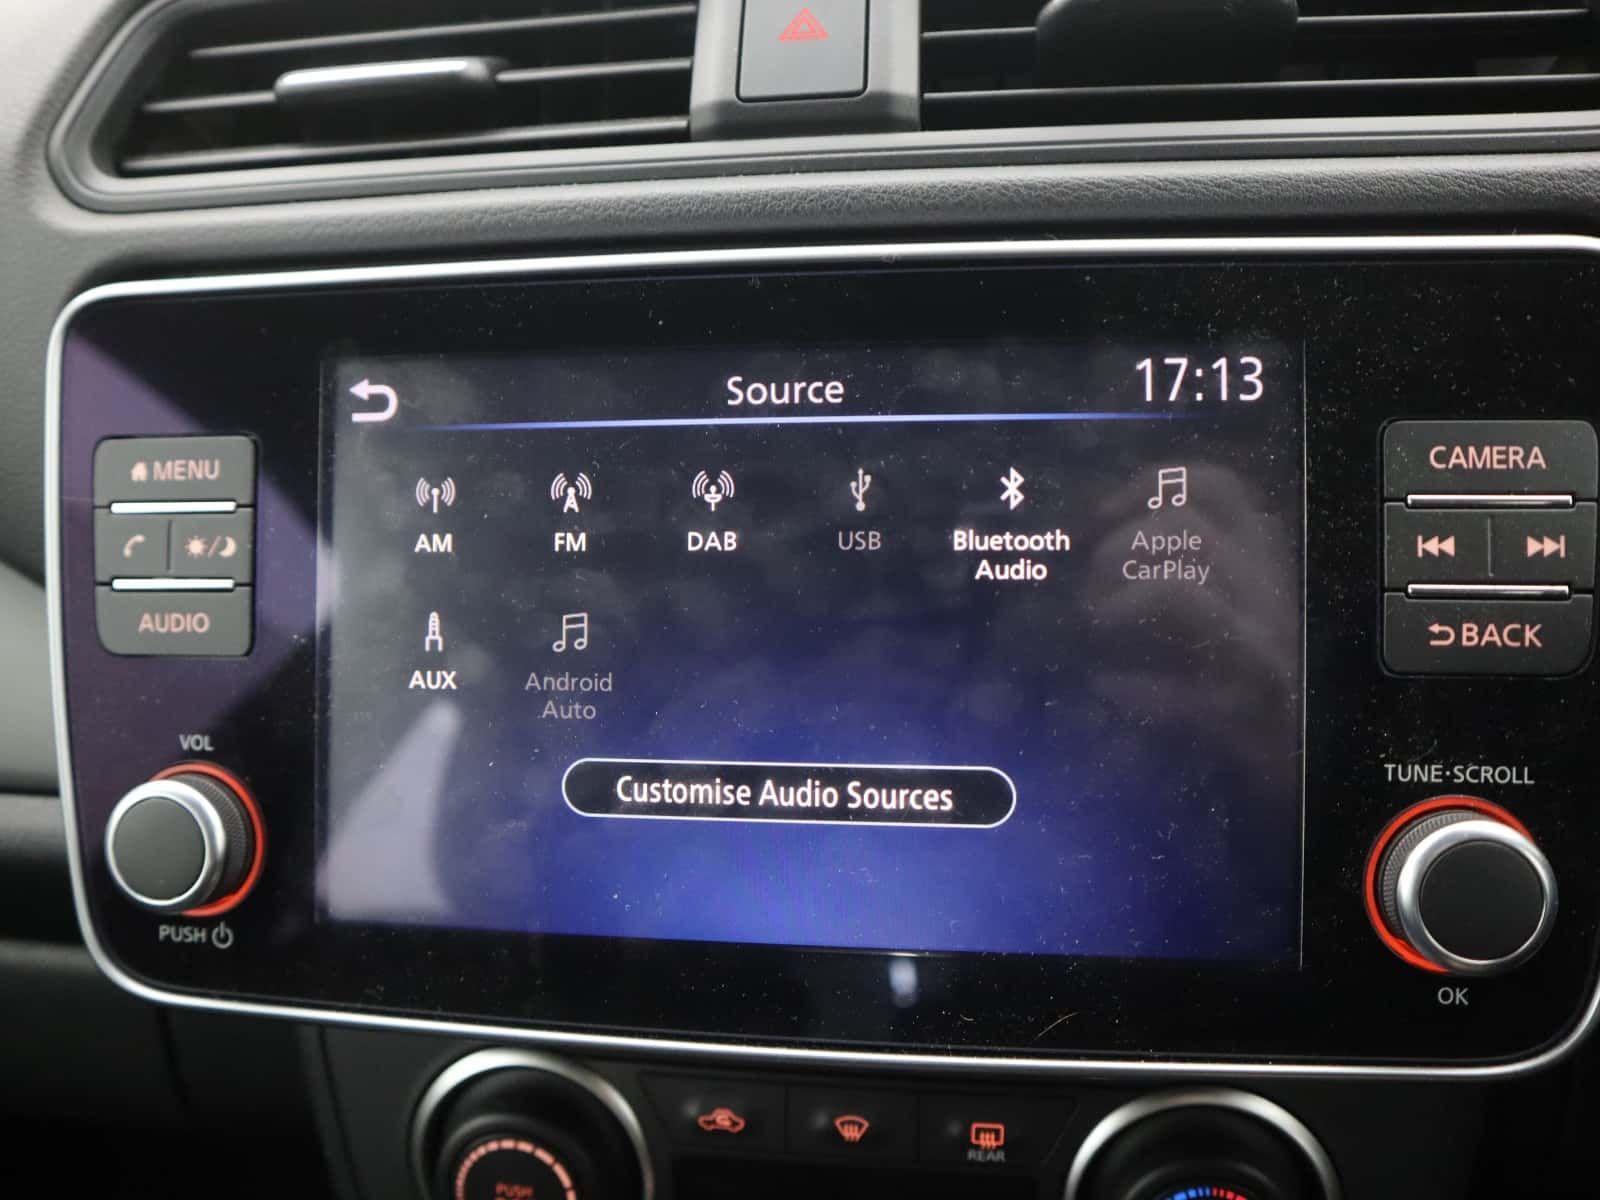 Source
17:13
MENU
CAMERA
AM
FM
DAB
USB
Bluetooth
Audio
Apple
CarPlay
AUDIO
BACK
AUX
Android
Auto
VOL
Customise Audio Sources
TUNE·SCROLL
PUSH
OK
REAR
PUSH